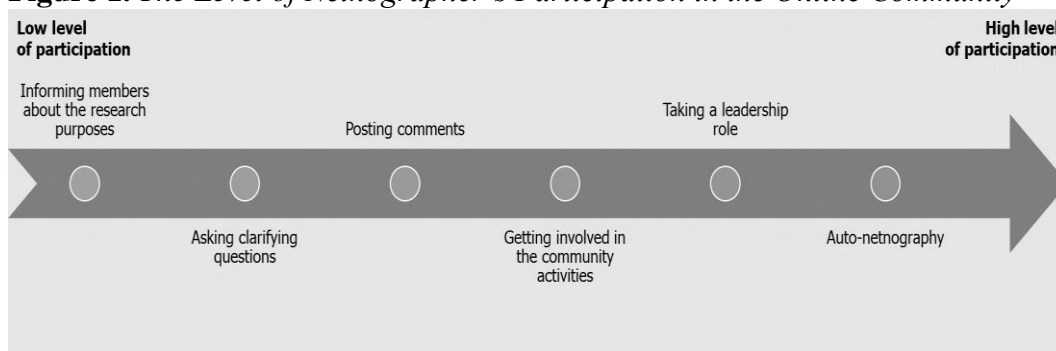 Figure 1. The Level of Netnographer's Participation in the Online Community
Low level
of participation
High level
of participation
Informing members
about the research
purposes
Asking clarifying
questions
Posting comments
Getting involved in
the community
activities
Taking a leadership
role
Auto-netnography